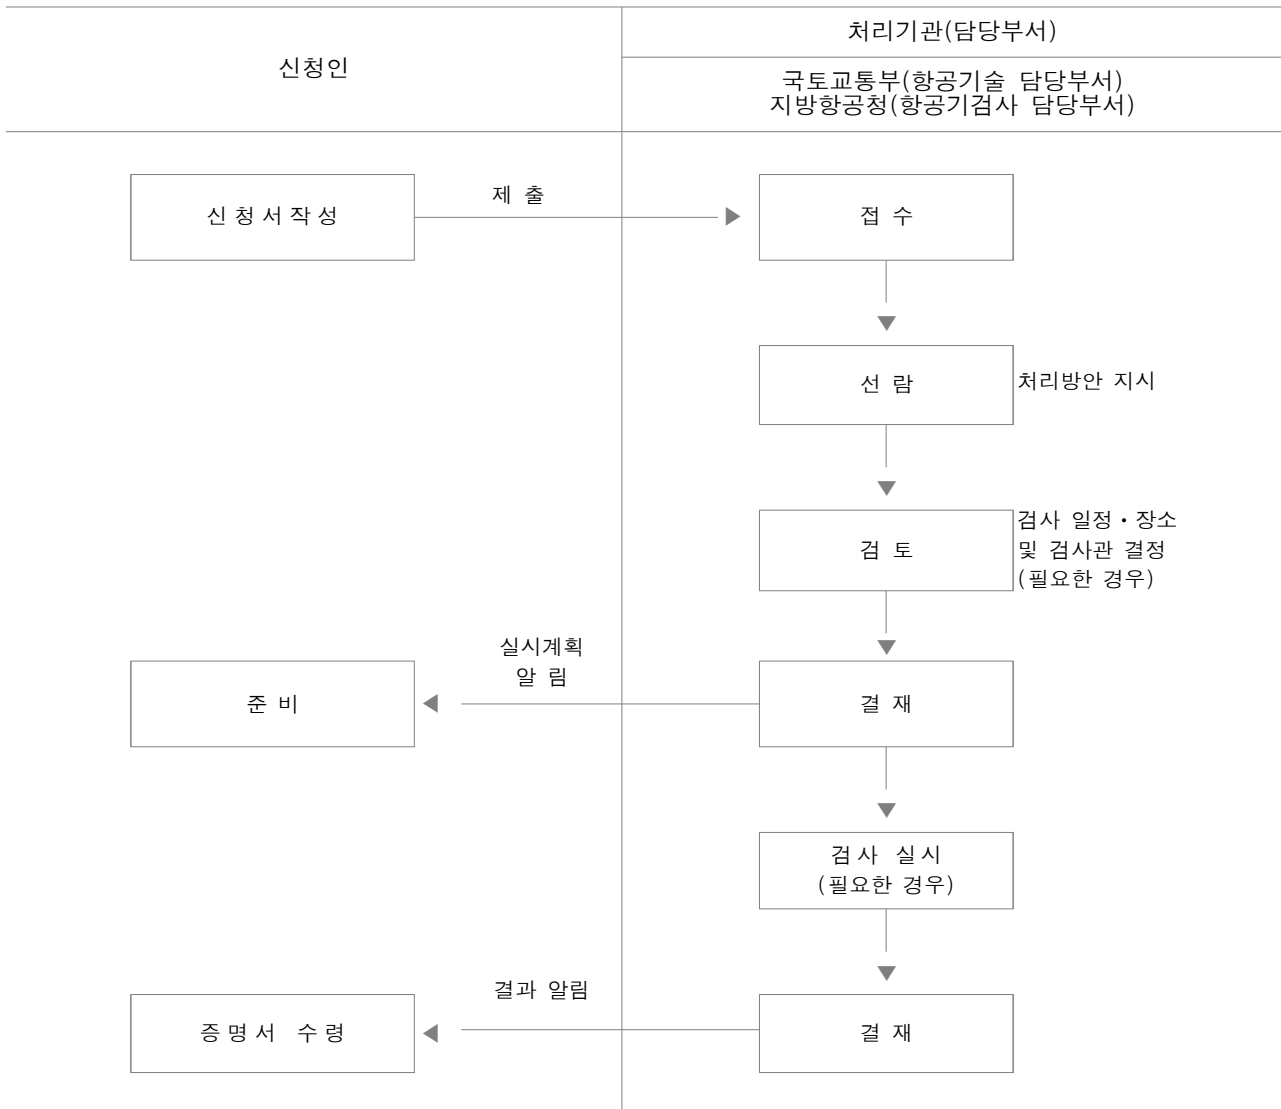 신청인
처리기관(담당부서)
국토교통부(항공기술 담당부서)
지방항공청(항공기검사 담당부서)
신청서작성
제 출
접 수
선 람
처리방안 지시
검 토
검사 일정·장소
및 검사관 결정
(필요한 경우)
실시계획
알 림
준 비
결 재
검사 실시
(필요한 경우)
결과 알림
증명서 수령
결 재